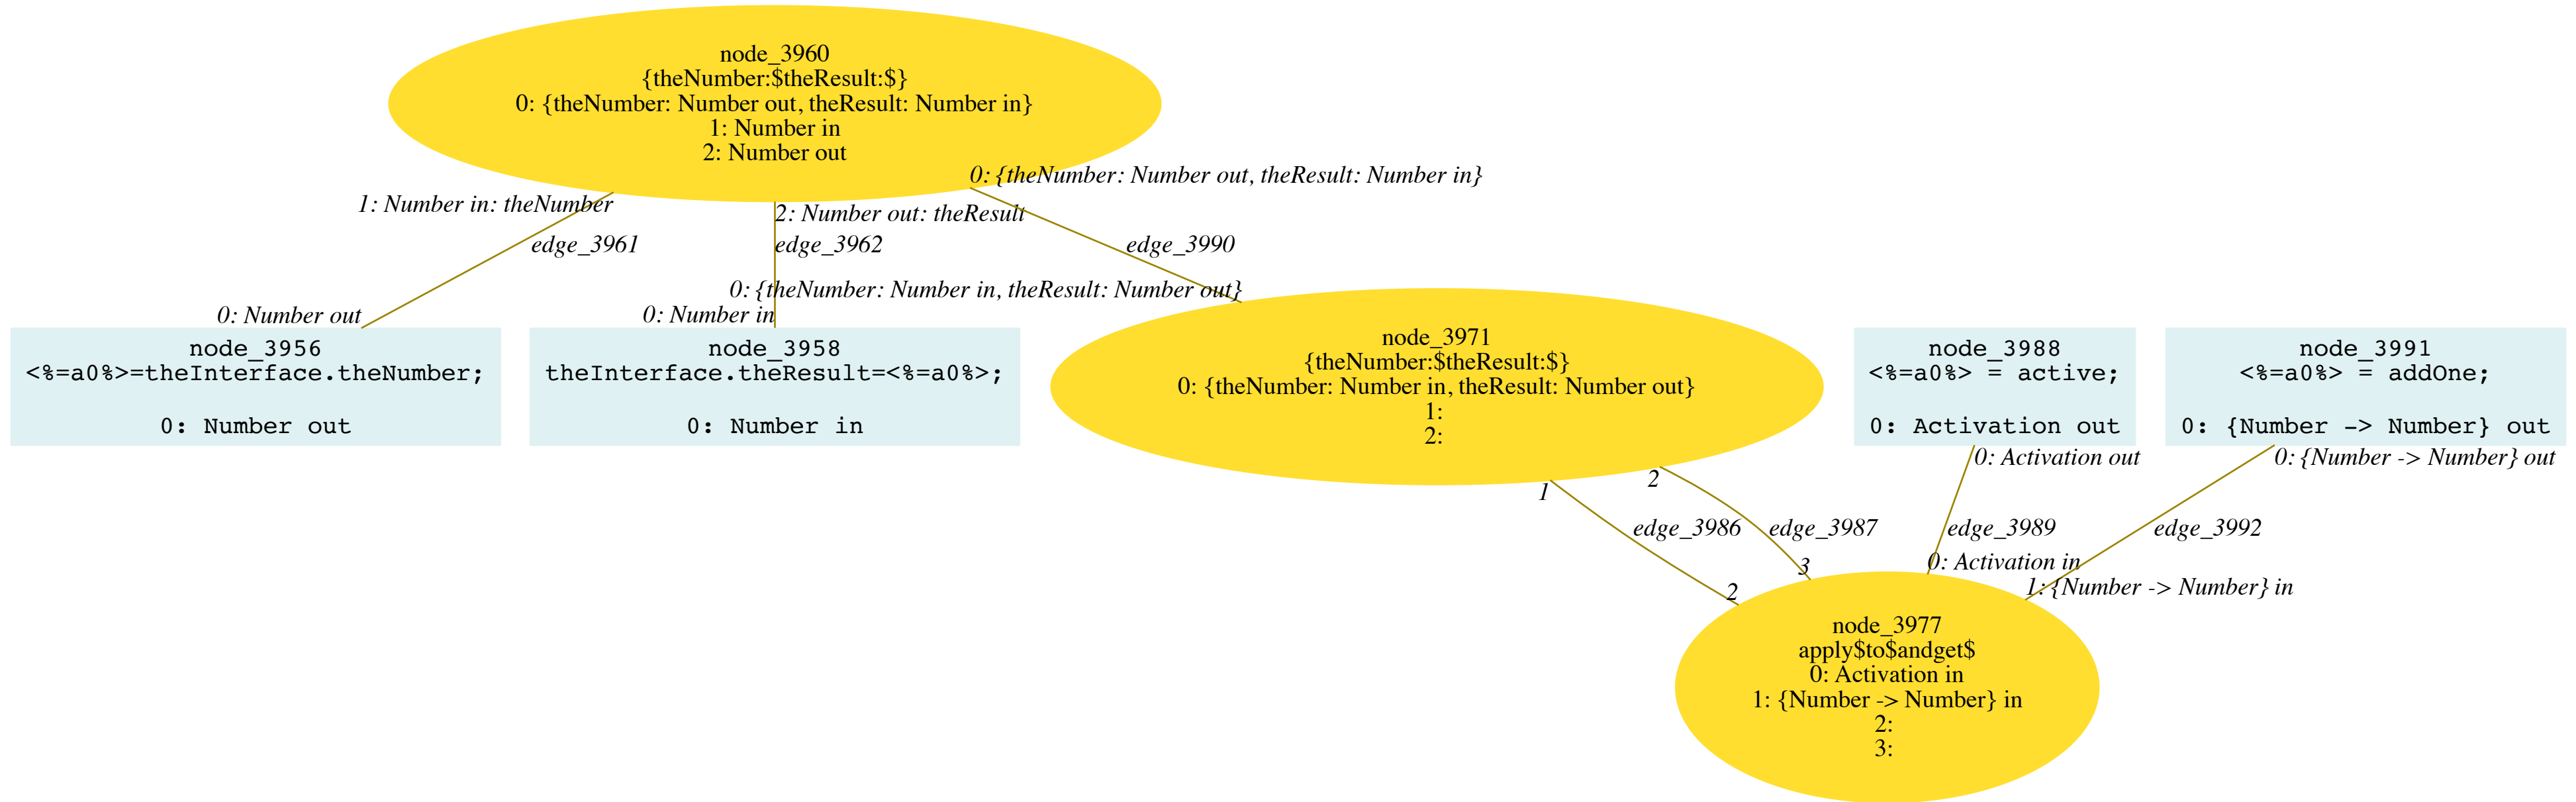 node_3960
{theNumber:$theResult:$}
0: {theNumber: Number out, theResult: Number in}
1: Number in
2: Number out
0: {theNumber: Number out, theResult: Number in}
1: Number in: theNumber
2: Number out: theResult
edge_3961
edge_3962
edge_3990
0: {theNumber: Number in, theResult: Number out}
0: Number out
0: Number in
node_3956
<%=a0%>=theInterface.theNumber;
0: Number out
node_3958
theInterface.theResult=<%=a0%>;
0: Number in
node_3971
{theNumber:$theResult:$}
0: {theNumber: Number in, theResult: Number out}
1:
2:
node_3988
<%=a0%> = active;
0: Activation out
node_3991
<%=a0%> = addOne;
0: {Number -> Number} out
0: Activation out
0: {Number -> Number} out
1
2
edge_3986
edge_3987
edge_3989
edge_3992
2
3
0: Activation in
1: {Number -> Number} in
node_3977
apply$to$andget$
0: Activation in
1: {Number -> Number} in
2:
3: